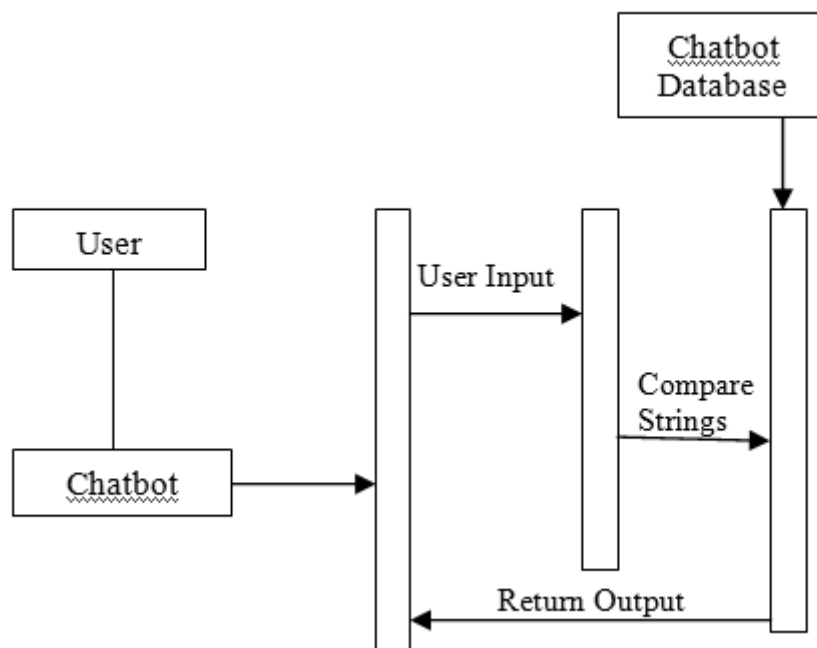 Chatbot
Database
User
User Input
Compare
Strings
Chatbot
Return Output